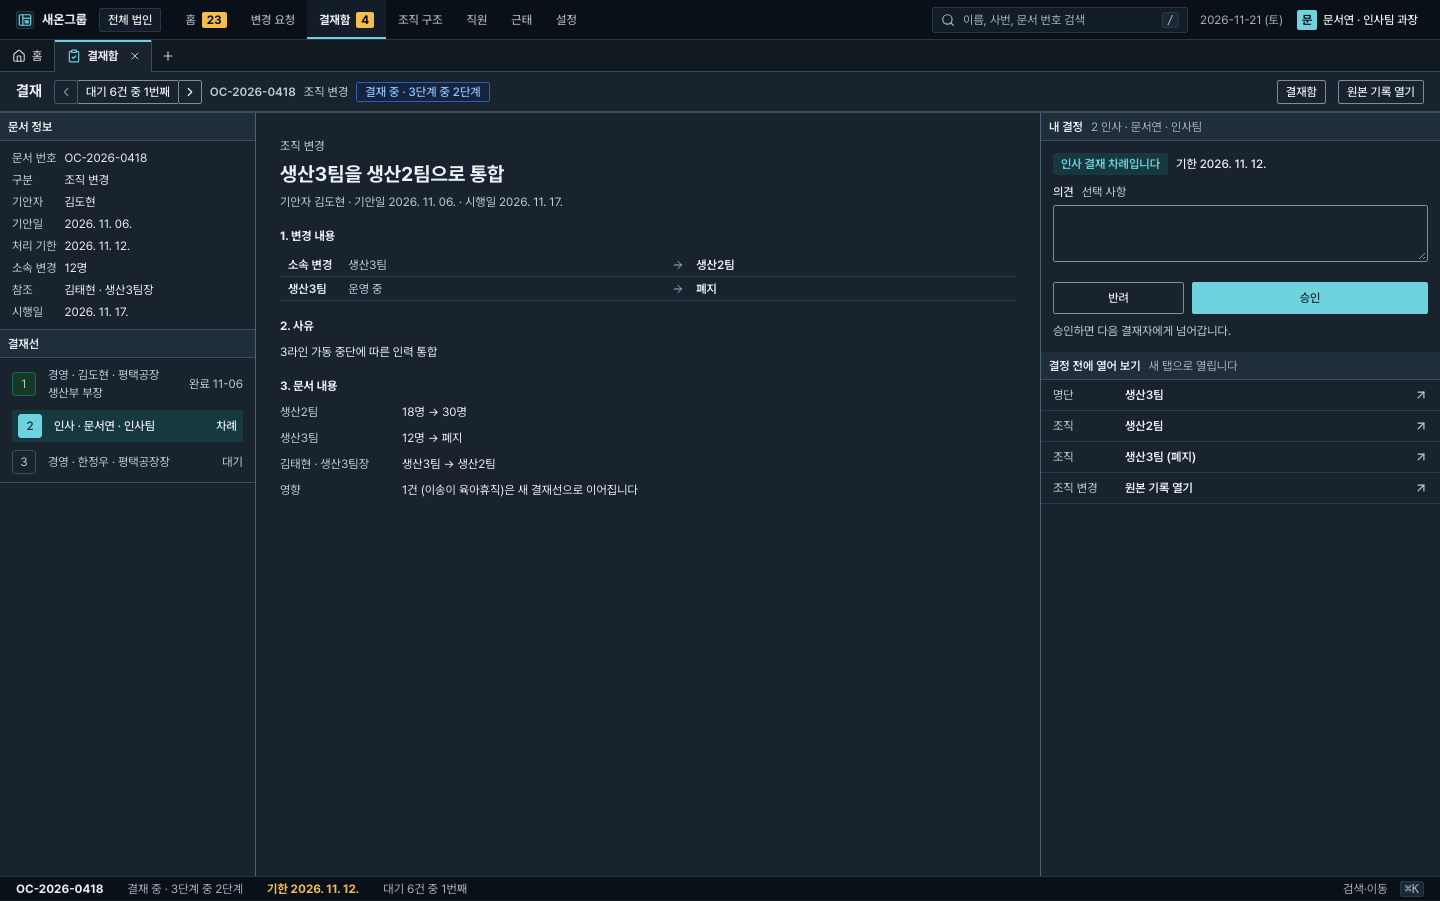 새온그룹 전체 법인 홈 23 변경 요청 결재함 4 조직 구조 직원 근태 설정 이름, 사번, 문서 번호 검색 / 2026-11-21 (토) 문 문서연 · 인사팀 과장
홈 결재함
결재 대기 6건 중 1번째 OC-2026-0418 조직 변경 결재 중 · 3단계 중 2단계 결재함 원본 기록 열기
문서 정보
문서 번호 OC-2026-0418
구분 조직 변경
기안자 김도현
기안일 2026. 11. 06.
처리 기한 2026. 11. 12.
소속 변경 12명
참조 김태현 · 생산3팀장
시행일 2026. 11. 17.
결재선
1 경영 · 김도현 · 평택공장 생산부 부장 완료 11-06
2 인사 · 문서연 · 인사팀 차례
3 경영 · 한정우 · 평택공장장 대기
조직 변경
생산3팀을 생산2팀으로 통합
기안자 김도현 · 기안일 2026. 11. 06. · 시행일 2026. 11. 17.
1. 변경 내용
소속 변경 생산3팀 → 생산2팀
생산3팀 운영 중 → 폐지
2. 사유
3라인 가동 중단에 따른 인력 통합
3. 문서 내용
생산2팀 18명 → 30명
생산3팀 12명 → 폐지
김태현 · 생산3팀장 생산3팀 → 생산2팀
영향 1건 (이송이 육아휴직)은 새 결재선으로 이어집니다
내 결정 2 인사 · 문서연 · 인사팀
인사 결재 차례입니다 기한 2026. 11. 12.
의견 선택 사항
반려 승인
승인하면 다음 결재자에게 넘어갑니다.
결정 전에 열어 보기 새 탭으로 열립니다
명단 생산3팀
조직 생산2팀
조직 생산3팀 (폐지)
조직 변경 원본 기록 열기
OC-2026-0418 결재 중 · 3단계 중 2단계 기한 2026. 11. 12. 대기 6건 중 1번째 검색·이동 ⌘K